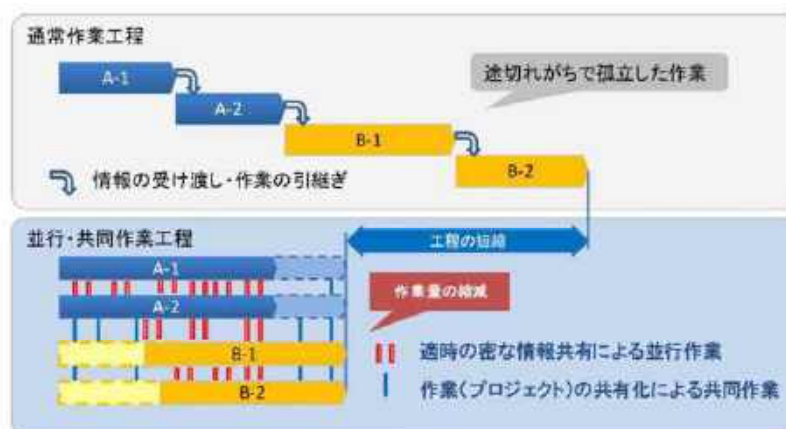 通常作業工程
A-1
途切れがちで孤立した作業
A-2
B-1
B-2
情報の受け渡し・作業の引継ぎ
並行・共同作業工程
工程の短縮
A-1
作業量の縮減
A-2
適時の密な情報共有による並行作業
B-1
作業(プロジェクト)の共有化による共同作業
B-2